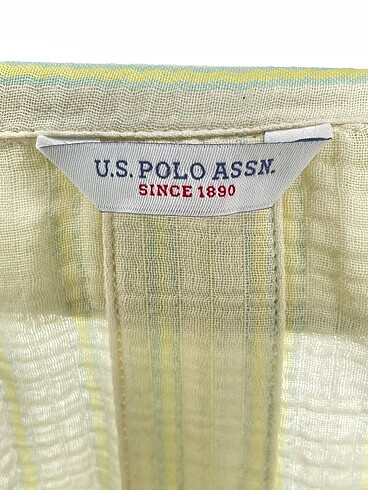 U.S. POLO ASSN.
SINCE 1890